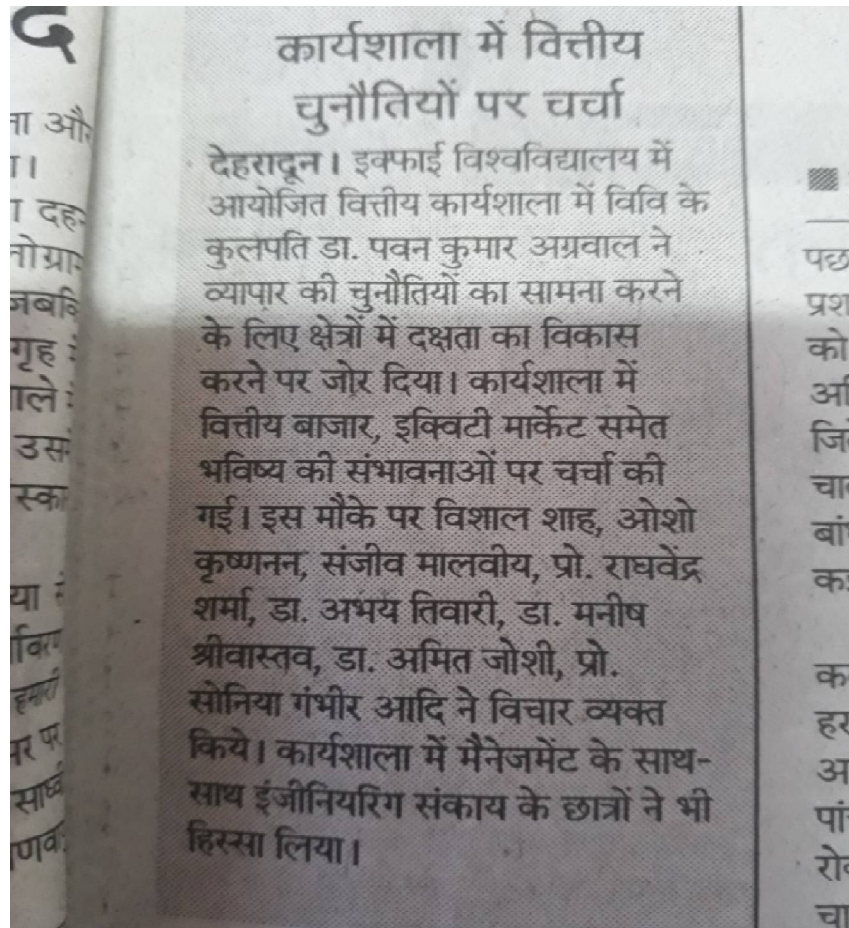 द
कार्यशाला में वित्तीय
चुनौतियों पर चर्चा
देहरादून। इक्फाई विश्वविद्यालय में
आयोजित वित्तीय कार्यशाला में विवि के
कुलपति डा. पवन कुमार अग्रवाल ने
व्यापार की चुनौतियों का सामना करने
के लिए क्षेत्रों में दक्षता का विकास
करने पर जोर दिया। कार्यशाला में
वित्तीय बाजार, इक्विटी मार्केट समेत
भविष्य की संभावनाओं पर चर्चा की
गई। इस मौके पर विशाल शाह, ओशो
कृष्णनन, संजीव मालवीय, प्रो. राघवेंद्र
शर्मा, डा. अभय तिवारी, डा. मनीष
श्रीवास्तव, डा. अमित जोशी, प्रो.
सोनिया गंभीर आदि ने विचार व्यक्त
किये। कार्यशाला में मैनेजमेंट के साथ-
साथ इंजीनियरिग संकाय के छात्रों ने भी
हिस्सा लिया।